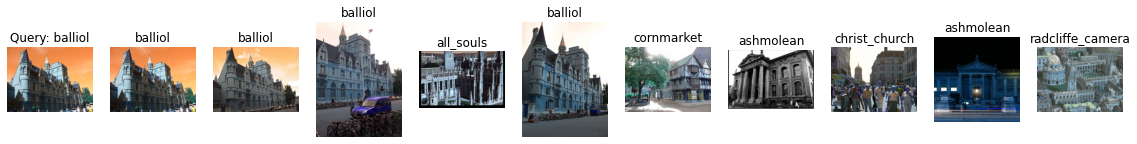 Query: balliol
balliol
balliol
balliol
all_souls
balliol
cornmarket
ashmolean
christ_church
ashmolean
radcliffe_camera